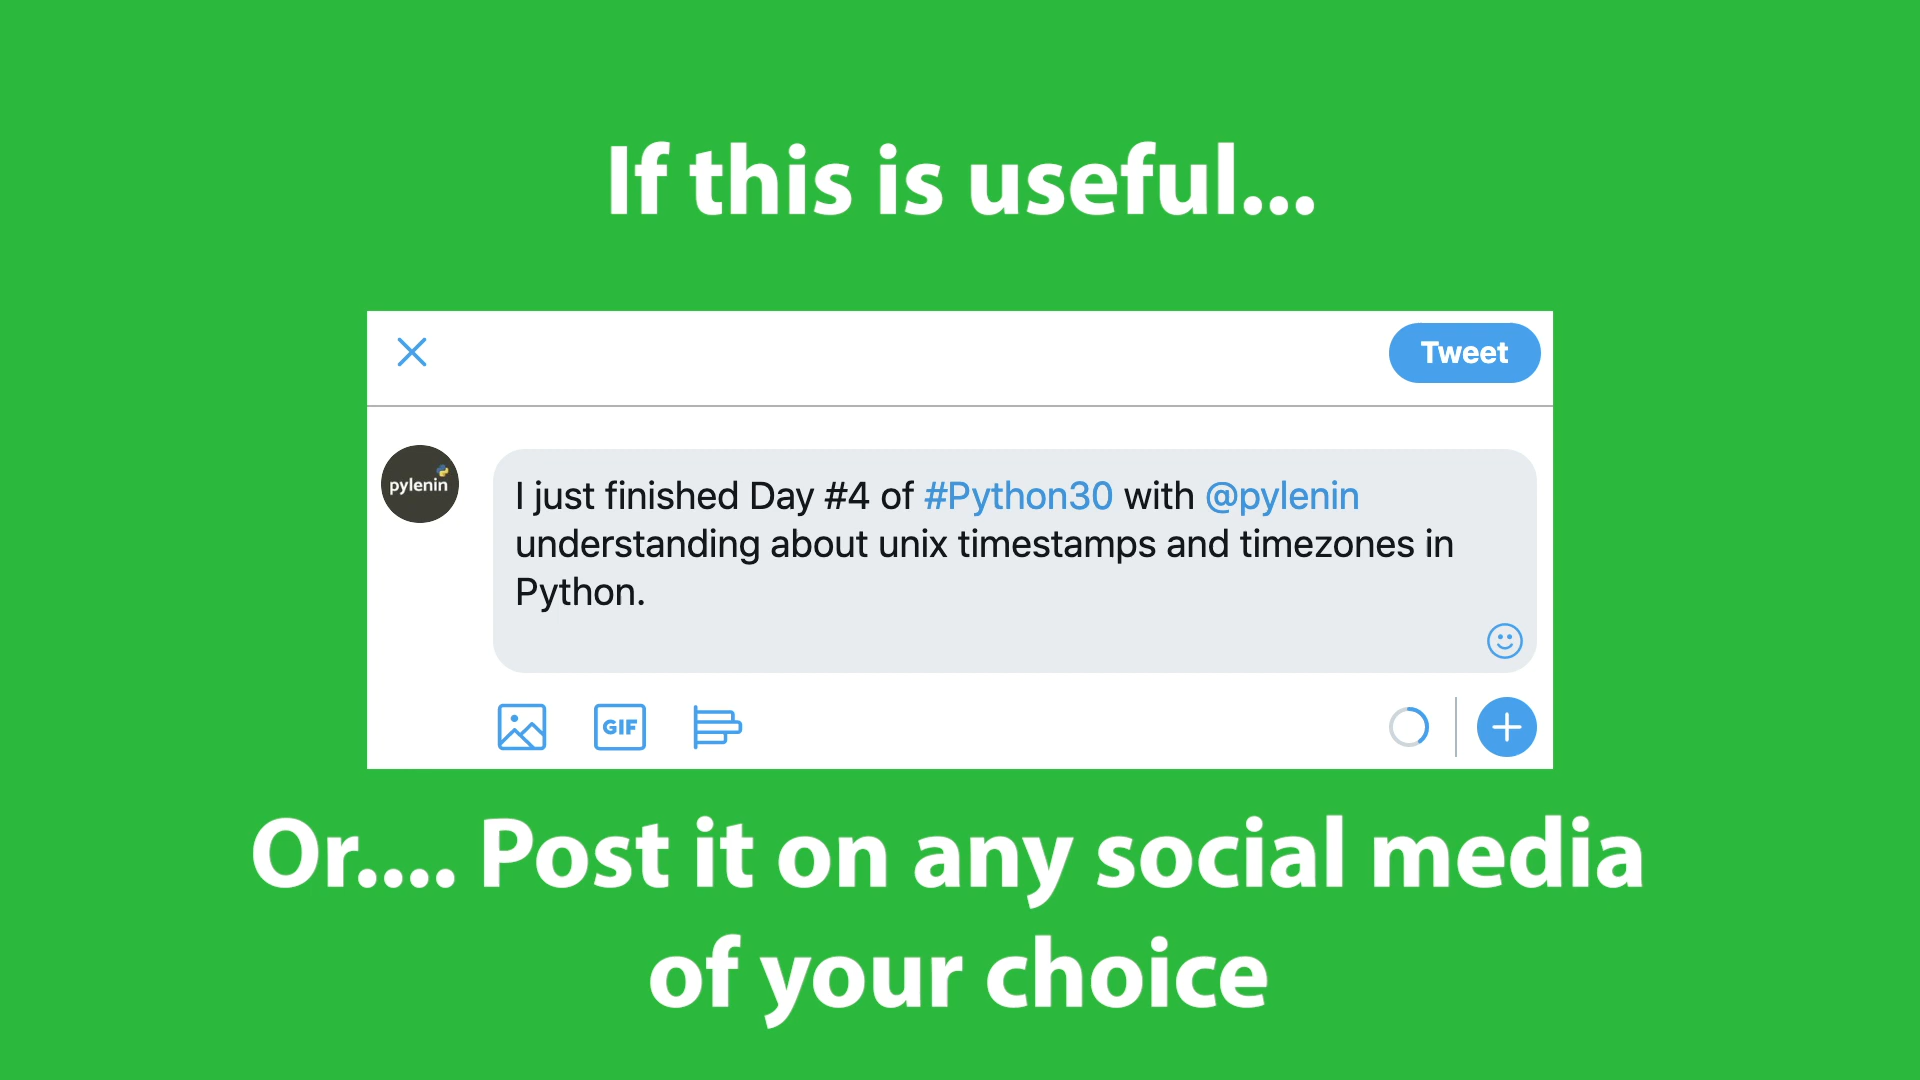 If this is useful...
Tweet
pylenin
I just finished Day #4 of #Python30 with @pylenin
understanding about unix timestamps and timezones in
Python.
GIF
Or.... Post it on any social media
of your choice